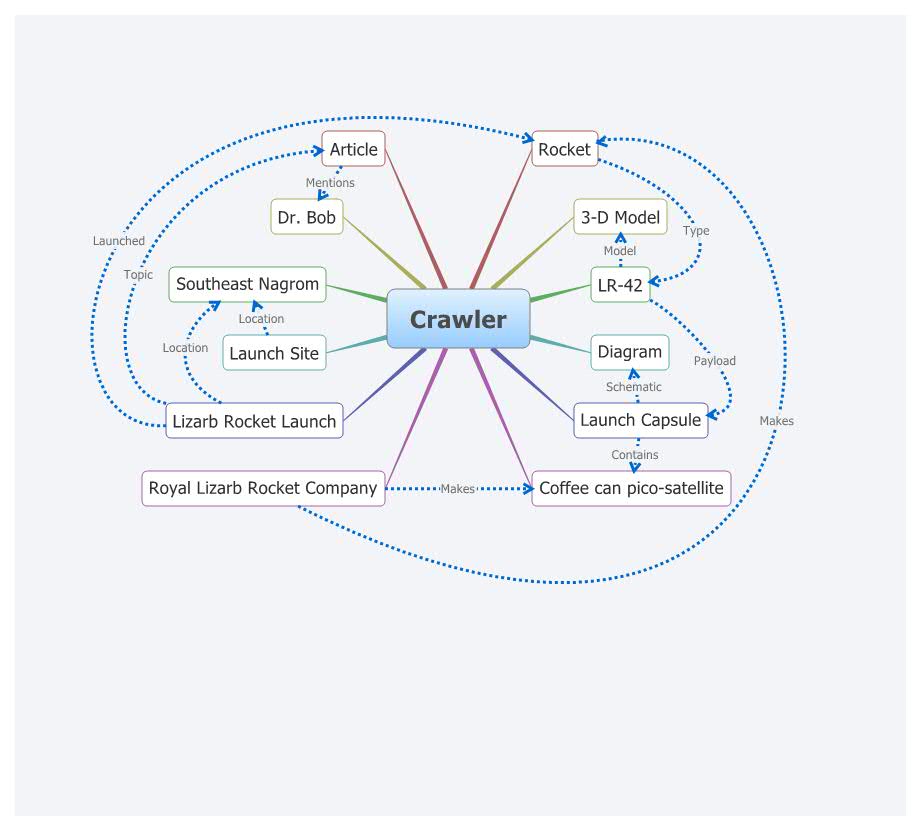 Article
Rocket
Mentions
Dr. Bob
3-D Model
Launched
Type
Model
Topic
Southeast Nagrom
LR-42
Location
Location
Launch Site
Diagram
Payload
Schematic
Crawler
Lizarb Rocket Launch
Launch Capsule
Makes
Contains
Royal Lizarb Rocket Company
Makes
Coffee can pico-satellite